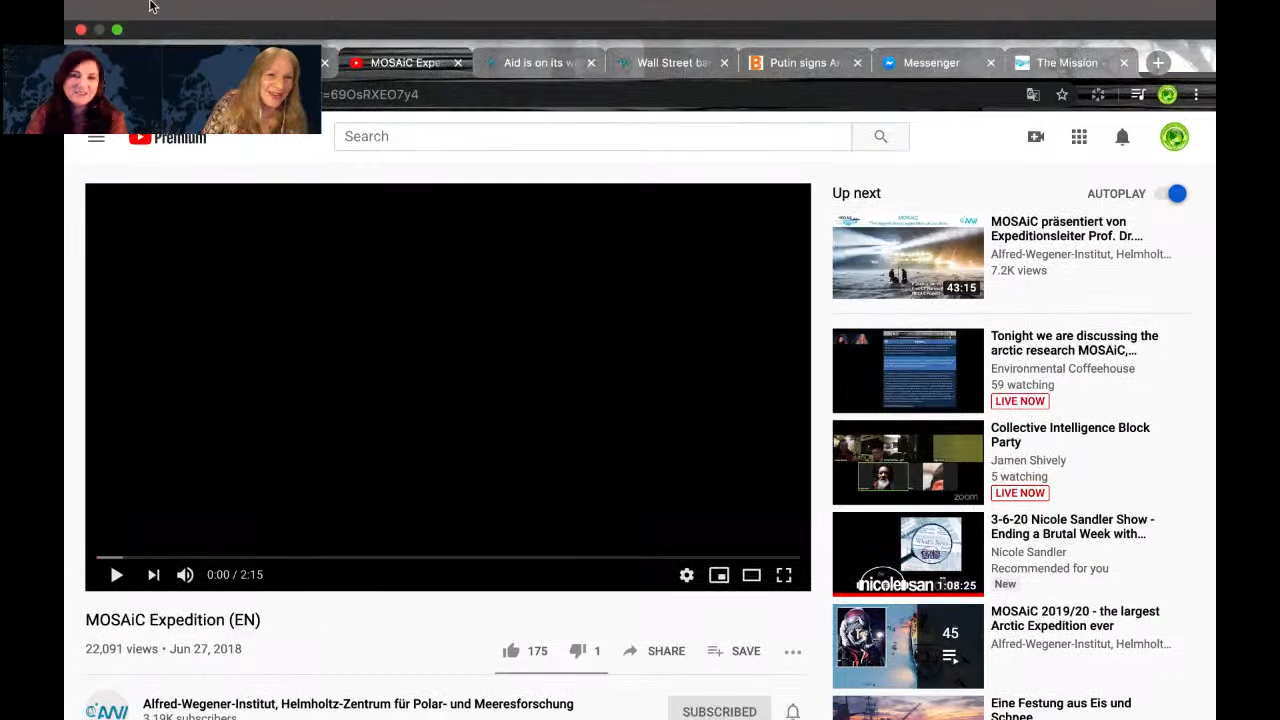 MOSAiC Expe
Aid is on its wa
Wall Street ban
Putin signs Ar
Messenger
The Mission -
=69OsRXEO7y4
Premium
Search
Up next
AUTOPLAY
MOSAiC präsentiert von
Expeditionsleiter Prof. Dr....
Alfred-Wegener-Institut, Helmholt...
7.2K views
43:15
Tonight we are discussing the
arctic research MOSAiC,...
Environmental Coffeehouse
59 watching
LIVE NOW
Collective Intelligence Block
Party
Jamen Shively
5 watching
LIVE NOW
zoom
3-6-20 Nicole Sandler Show -
Ending a Brutal Week with...
Nicole Sandler
Recommended for you
New
1:08:25
MOSAiC 2019/20 - the largest
Arctic Expedition ever
Alfred-Wegener-Institut, Helmholt...
45
Eine Festung aus Eis und
Schnee
0:00 / 2:15
MOSAiC Expedition (EN)
22,091 views • Jun 27, 2018
175
1
SHARE
SAVE
Alfred-Wegener-Institut, Helmholtz-Zentrum für Polar- und Meeresforschung
3.19K subscribers
SUBSCRIBED